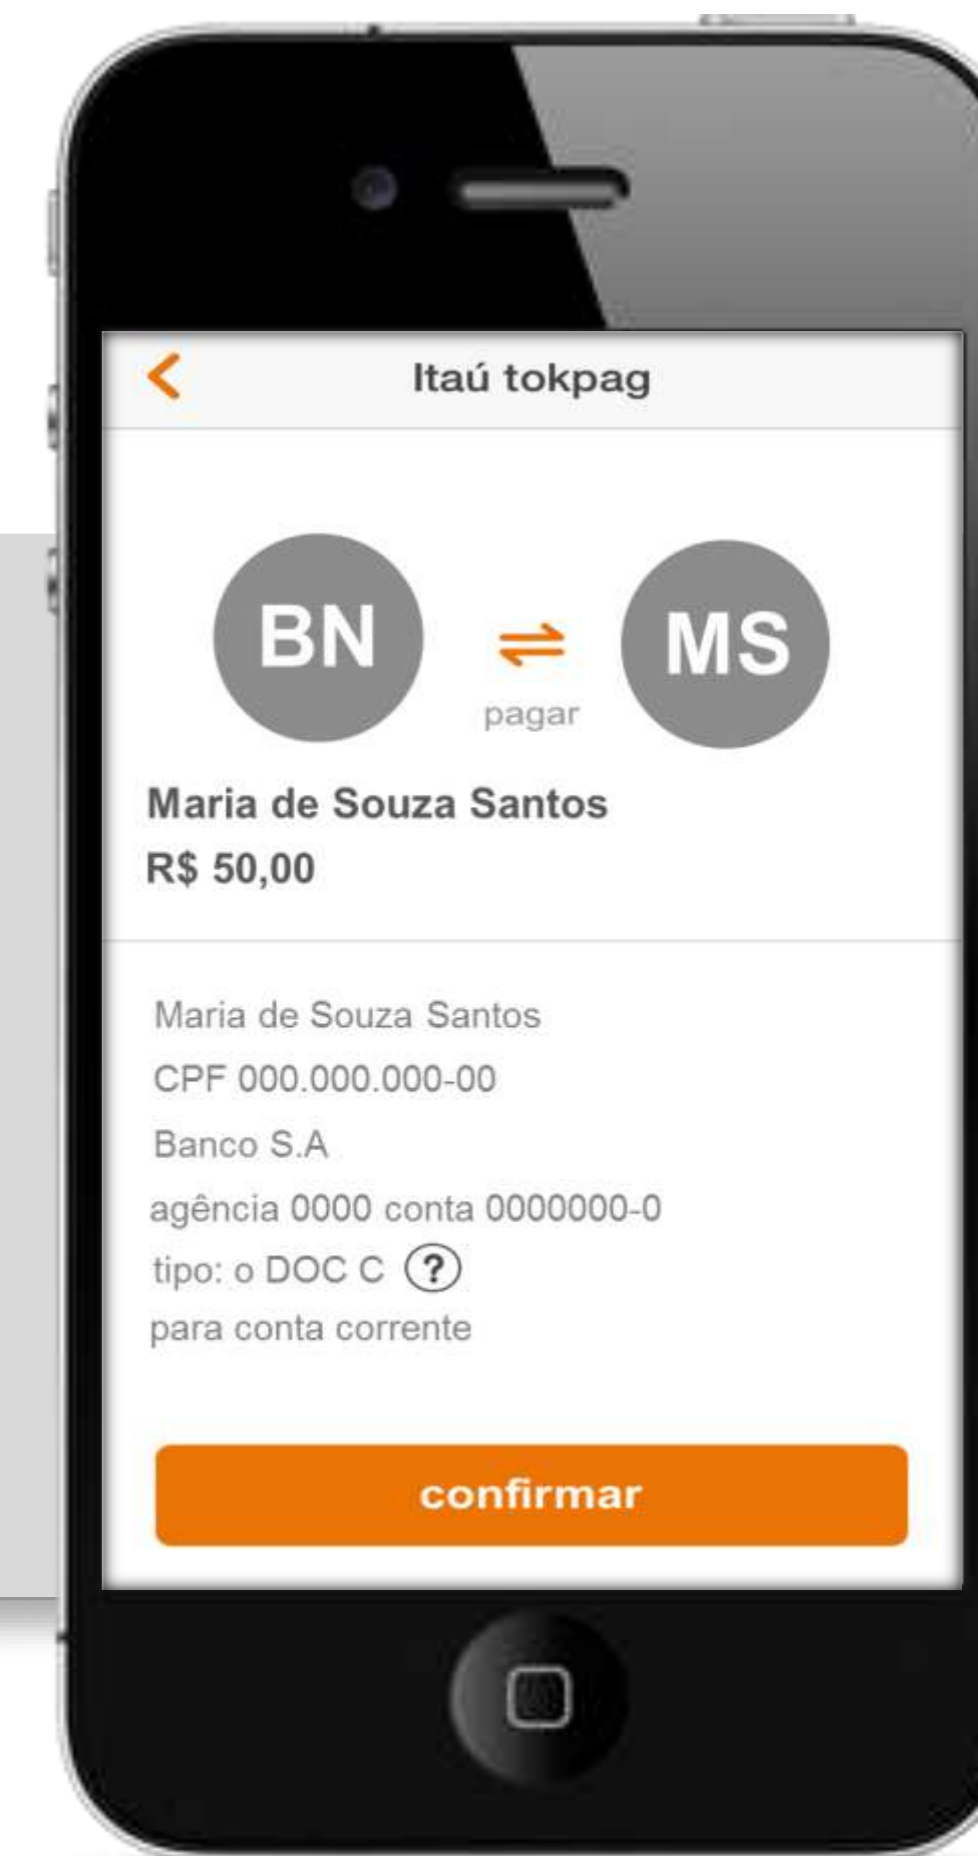 Itaú tokpag
BN
MS
pagar
Maria de Souza Santos
R$ 50,00
Maria de Souza Santos
CPF 000.000.000-00
Banco S.A
agência 0000 conta 0000000-0
tipo: o DOC C ?
para conta corrente
confirmar